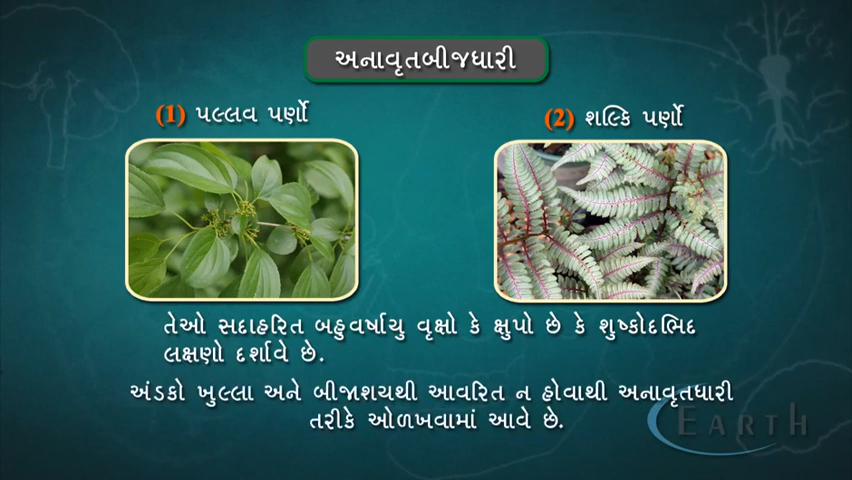 અનાવૃતબીજધારી
(1) પલ્લવ પર્ણો
(2) શલ્કિ પર્ણો
તેઓ સદાહરિત બહુવર્ષાયુ વૃક્ષો કે ક્ષુપો છે કે શુષ્કોદભિદ
લક્ષણો દર્શાવે છે.
અંડકો ખુલ્લા અને બીજાશયથી આવરિત ન હોવાથી અનાવૃતધારી
તરીકે ઓળખવામાં આવે છે.
EARTH